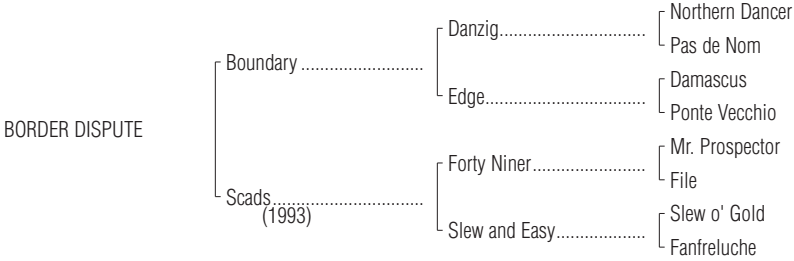 Northern Dancer
Danzig..............................
Pas de Nom
Boundary .........................
Damascus
Edge.................................
Ponte Vecchio
BORDER DISPUTE
Mr. Prospector
Forty Niner.......................
File
Scads...............................
(1993)
Slew o' Gold
Slew and Easy..................
Fanfreluche